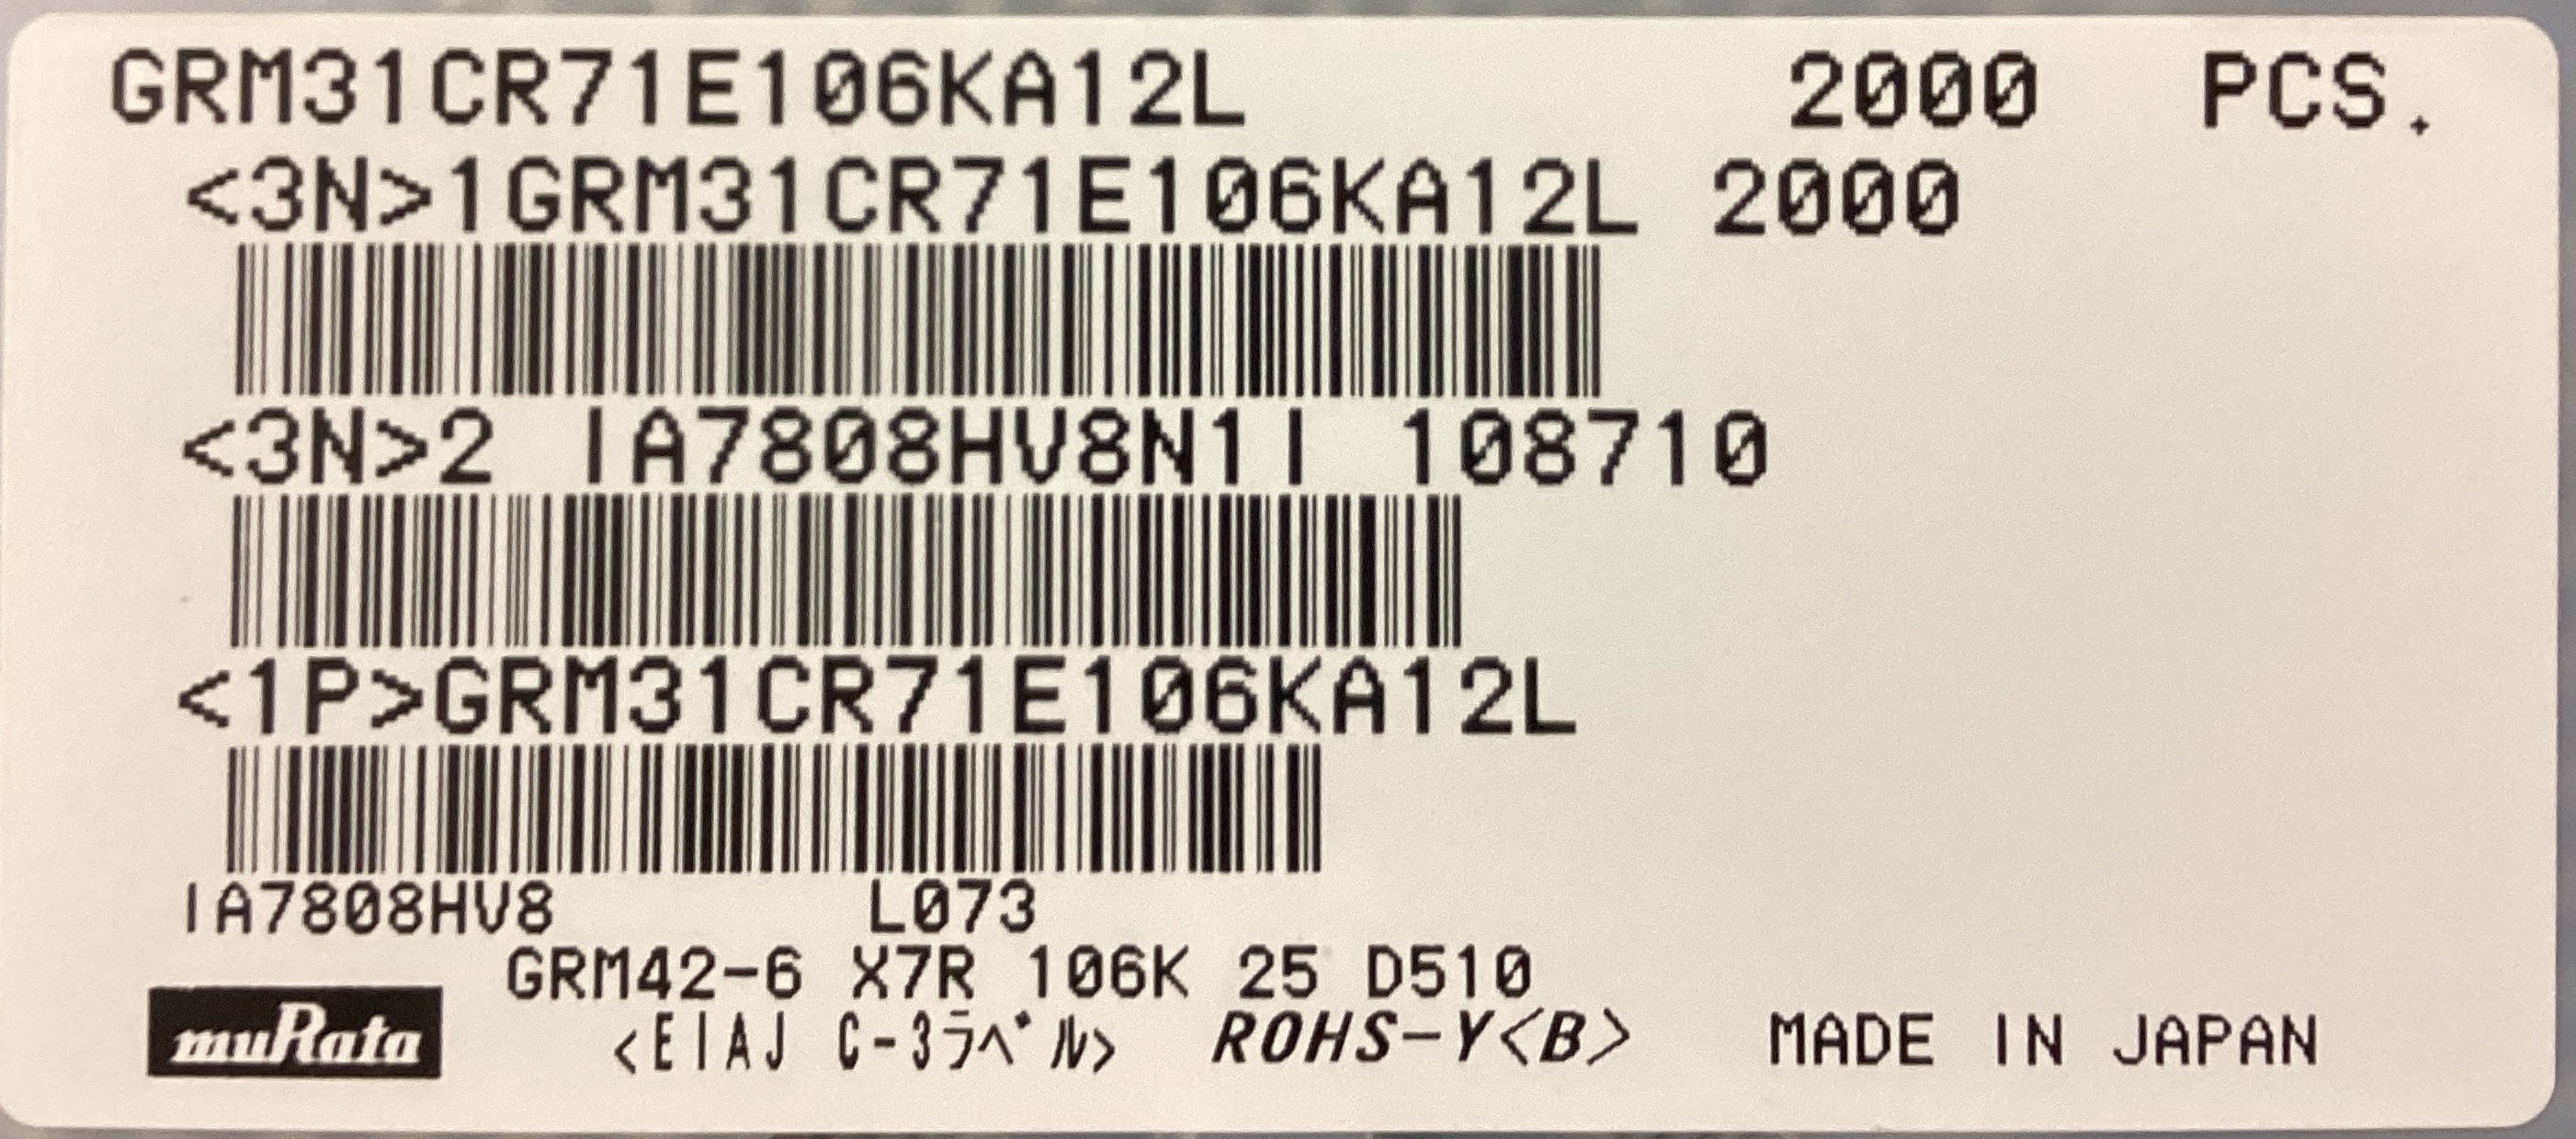 GRM31CR71E106KA12L 2000 PCS.
<3N>1GRM31CR71E106KA12L 2000
<3N>2 IA7808HV8N1I 108710
<1P>GRM31CR71E106KA12L
IA7808HV8 L073
GRM42-6 X7R 106K 25 D510
muRata <EIAJ C-3ラベル> ROHS-Y<B> MADE IN JAPAN